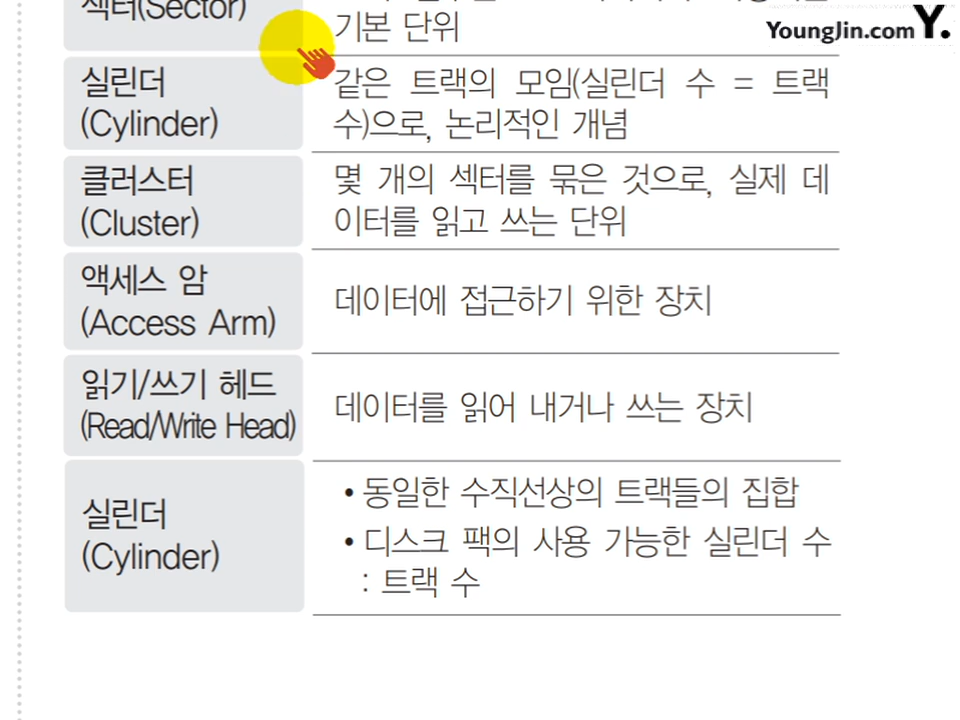 섹터(Sector)
기본 단위
YoungJin.com Y.
실린더
(Cylinder)
같은 트랙의 모임(실린더 수 = 트랙
수)으로, 논리적인 개념
클러스터
(Cluster)
몇 개의 섹터를 묶은 것으로, 실제 데
이터를 읽고 쓰는 단위
액세스 암
(Access Arm)
데이터에 접근하기 위한 장치
읽기/쓰기 헤드
(Read/Write Head)
데이터를 읽어 내거나 쓰는 장치
실린더
(Cylinder)
• 동일한 수직선상의 트랙들의 집합
• 디스크 팩의 사용 가능한 실린더 수
: 트랙 수